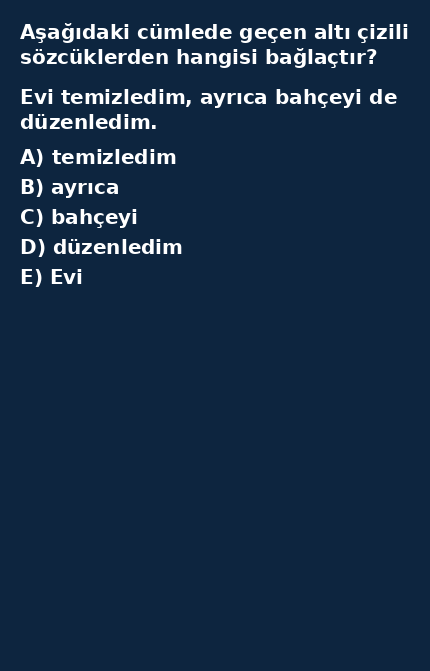 Aşağıdaki cümlede geçen altı çizili
sözcüklerden hangisi bağlaçtır?
Evi temizledim, ayrıca bahçeyi de
düzenledim.
A) temizledim
B) ayrıca
C) bahçeyi
D) düzenledim
E) Evi